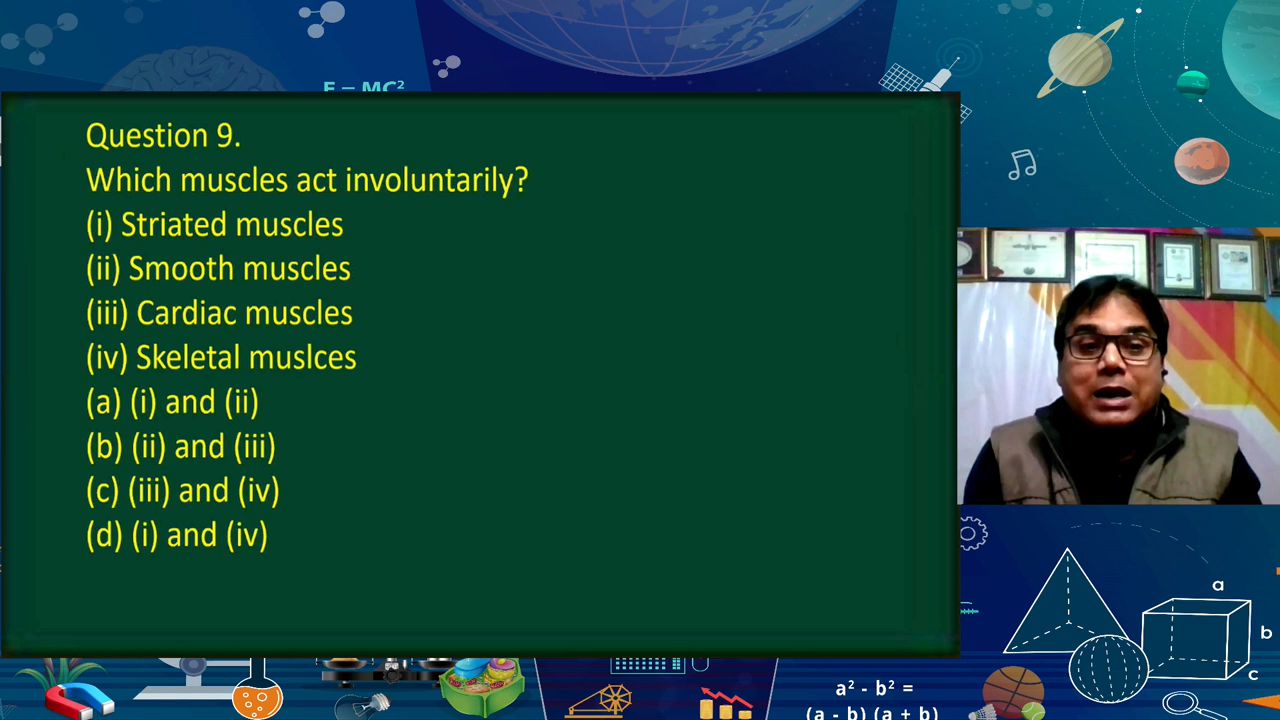 E = MC²
Question 9.
Which muscles act involuntarily?
(i) Striated muscles
(ii) Smooth muscles
(iii) Cardiac muscles
(iv) Skeletal muslces
(a) (i) and (ii)
(b) (ii) and (iii)
(c) (iii) and (iv)
(d) (i) and (iv)
a
b
c
a² - b² =
(a - b) (a + b)